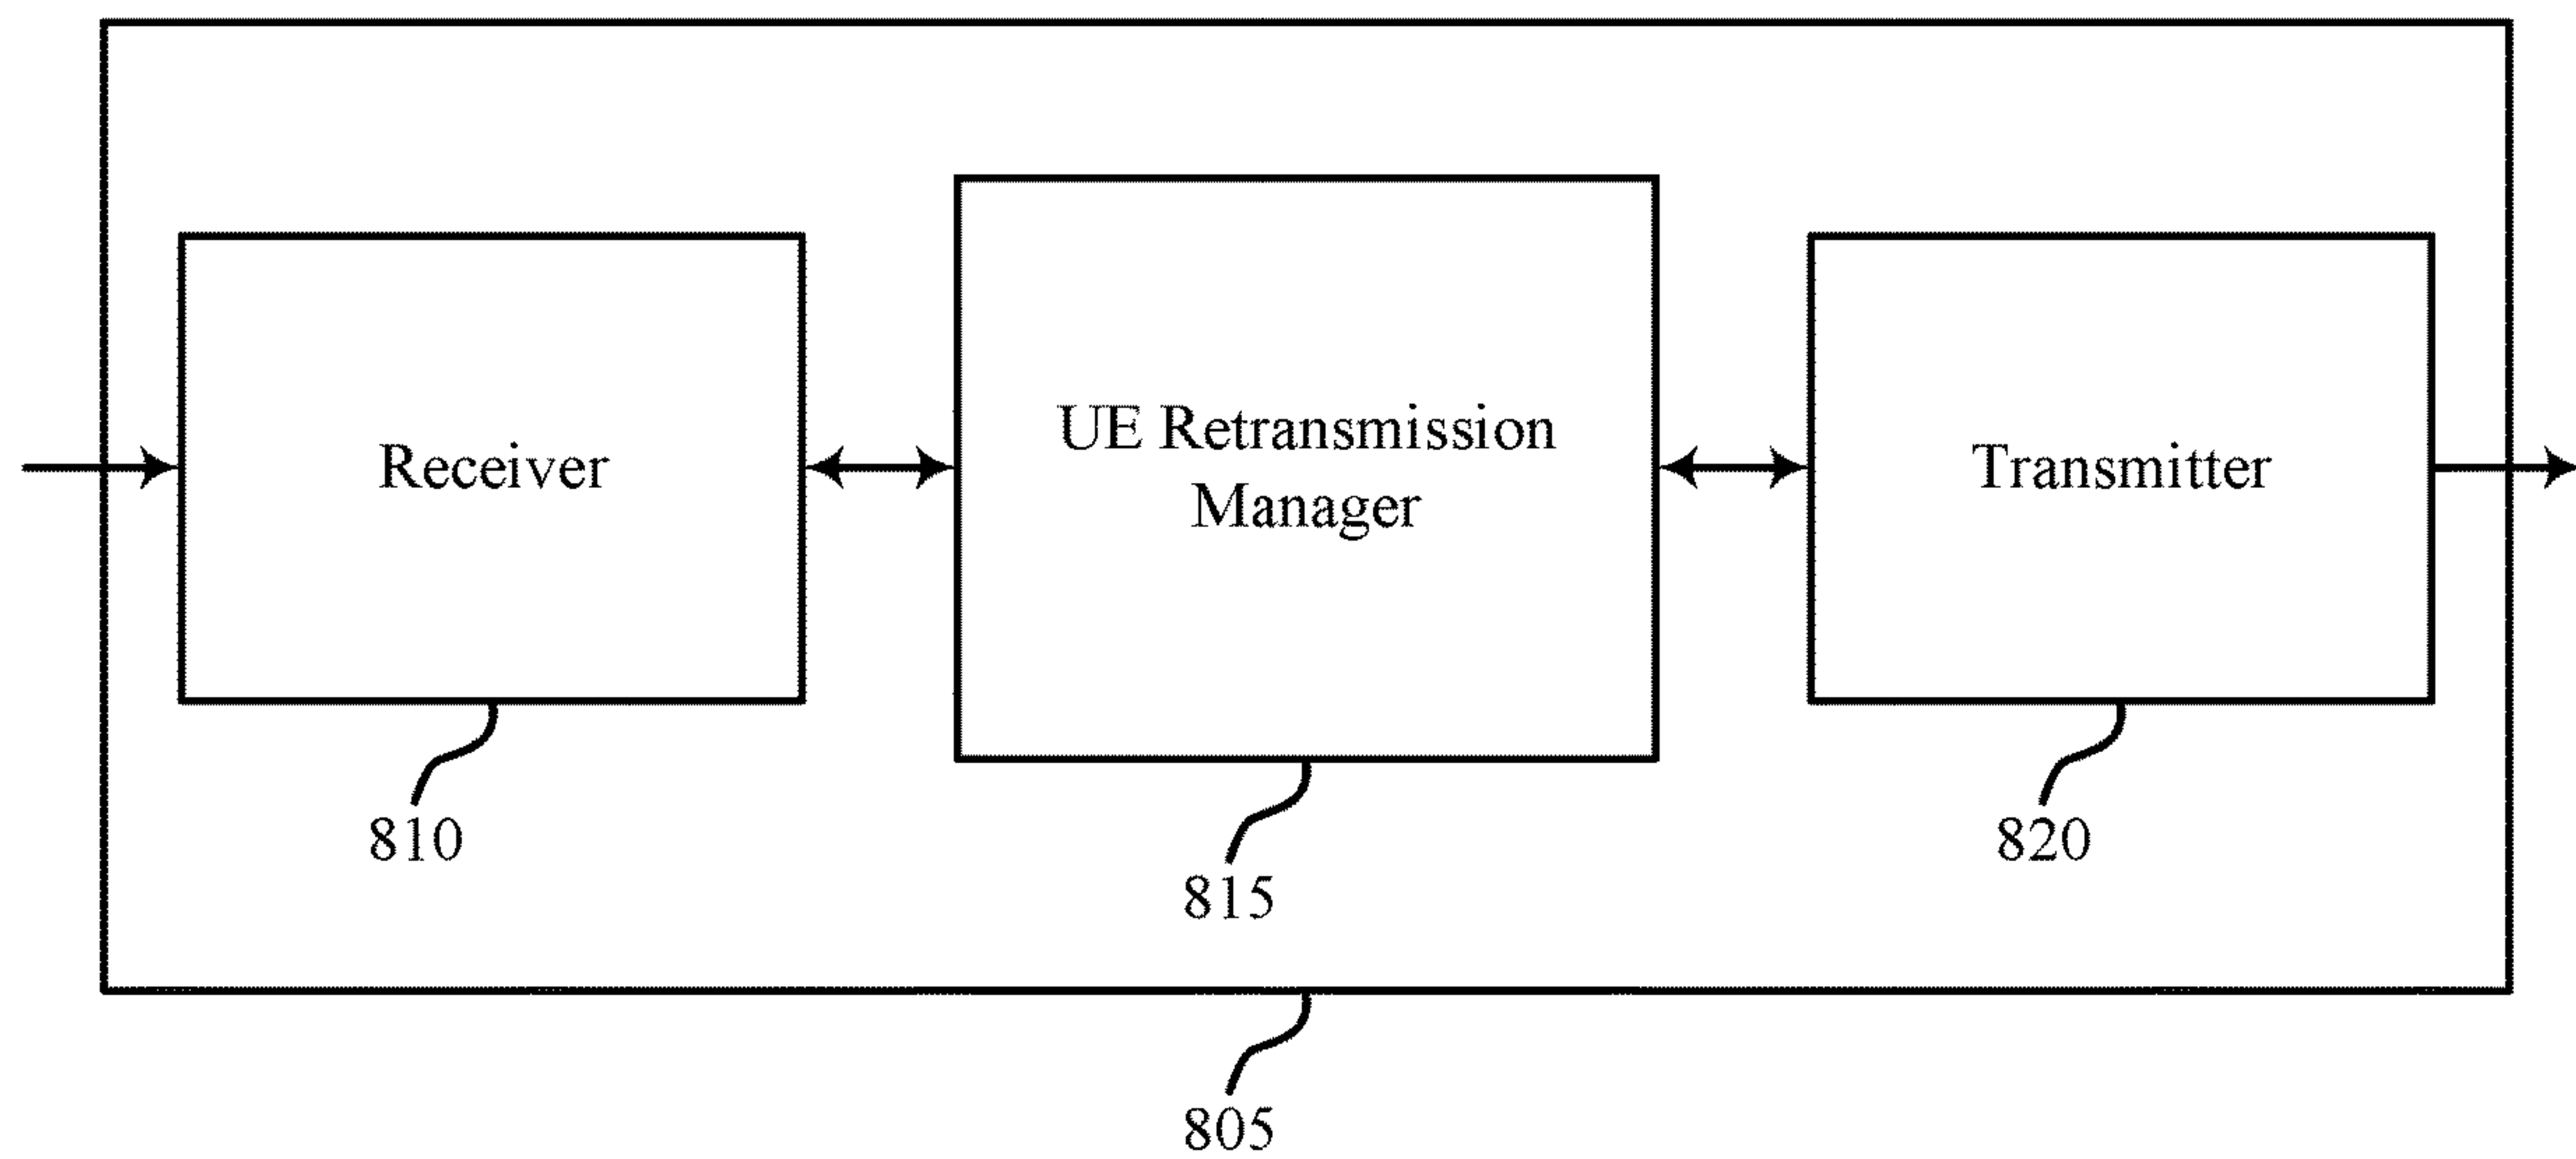 Receiver
UE Retransmission
Manager
Transmitter
810
815
820
805